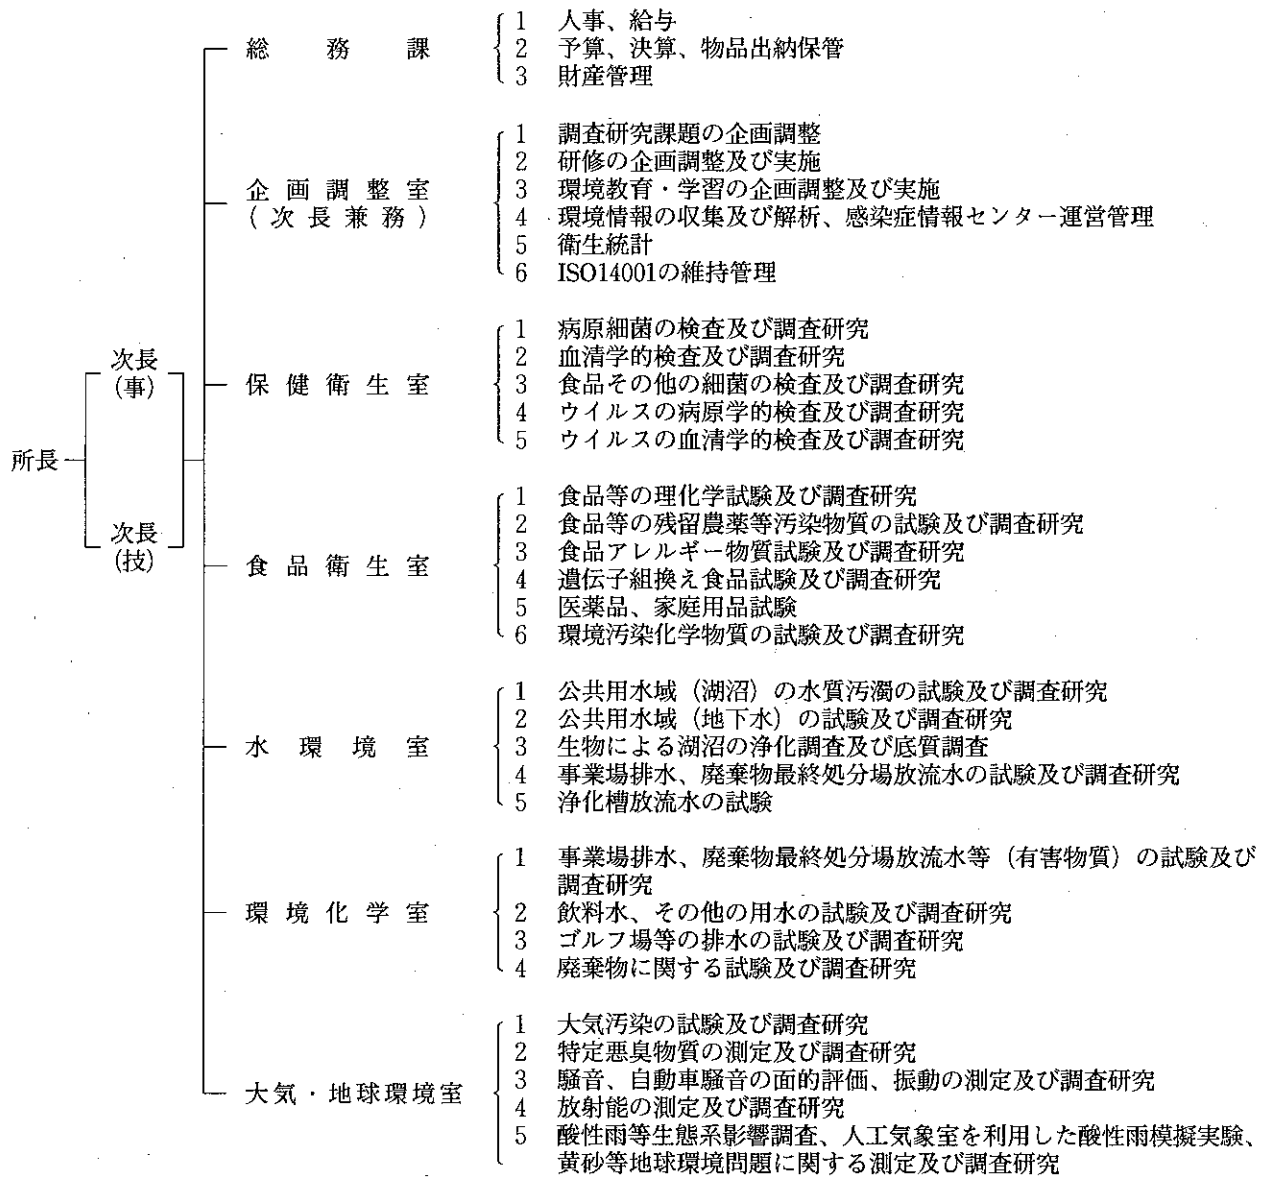 所長
次長
(事)
次長
(技)
総務課
1 人事、給与
2 予算、決算、物品出納保管
3 財産管理
企画調整室
(次長兼務)
1 調査研究課題の企画調整
2 研修の企画調整及び実施
3 環境教育・学習の企画調整及び実施
4 環境情報の収集及び解析、感染症情報センター運営管理
5 衛生統計
6 ISO14001の維持管理
保健衛生室
1 病原細菌の検査及び調査研究
2 血清学的検査及び調査研究
3 食品その他の細菌の検査及び調査研究
4 ウイルスの病原学的検査及び調査研究
5 ウイルスの血清学的検査及び調査研究
食品衛生室
1 食品等の理化学試験及び調査研究
2 食品等の残留農薬等汚染物質の試験及び調査研究
3 食品アレルギー物質試験及び調査研究
4 遺伝子組換え食品試験及び調査研究
5 医薬品、家庭用品試験
6 環境汚染化学物質の試験及び調査研究
水環境室
1 公共用水域（湖沼）の水質汚濁の試験及び調査研究
2 公共用水域（地下水）の試験及び調査研究
3 生物による湖沼の浄化調査及び底質調査
4 事業場排水、廃棄物最終処分場放流水の試験及び調査研究
5 浄化槽放流水の試験
環境化学室
1 事業場排水、廃棄物最終処分場放流水等（有害物質）の試験及び
調査研究
2 飲料水、その他の用水の試験及び調査研究
3 ゴルフ場等の排水の試験及び調査研究
4 廃棄物に関する試験及び調査研究
大気・地球環境室
1 大気汚染の試験及び調査研究
2 特定悪臭物質の測定及び調査研究
3 騒音、自動車騒音の面的評価、振動の測定及び調査研究
4 放射能の測定及び調査研究
5 酸性雨等生態系影響調査、人工気象室を利用した酸性雨模擬実験、
黄砂等地球環境問題に関する測定及び調査研究